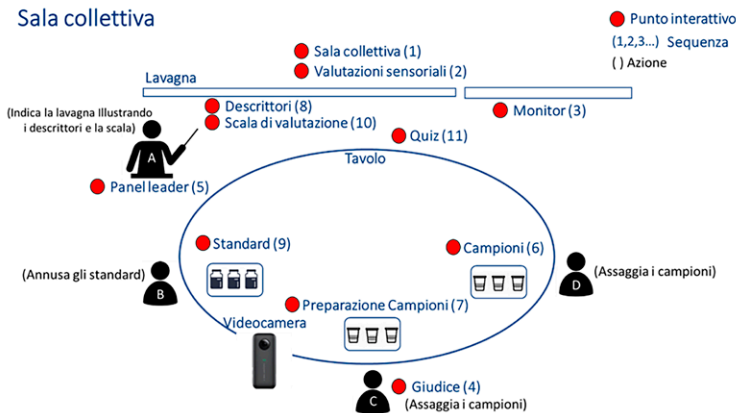 Sala collettiva
Punto interattivo
(1,2,3...) Sequenza
( ) Azione
Sala collettiva (1)
Valutazioni sensoriali (2)
Lavagna
Monitor (3)
(Indica la lavagna Illustrando
i descrittori e la scala)
Descrittori (8)
Scala di valutazione (10)
Quiz (11)
A
Tavolo
Panel leader (5)
Standard (9)
Campioni (6)
(Annusa gli standard)
B
D
(Assaggia i campioni)
Preparazione Campioni (7)
Videocamera
C
Giudice (4)
(Assaggia i campioni)